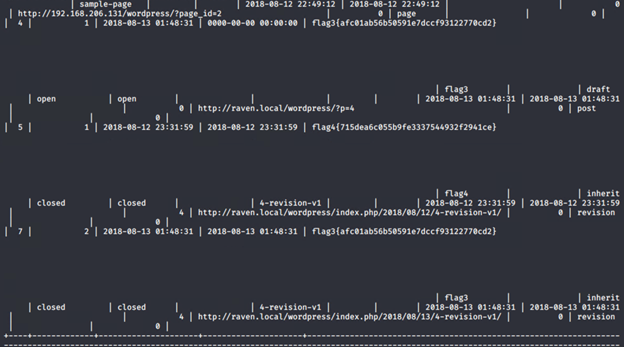 | sample-page | | | 2018-08-12 22:49:12 | 2018-08-12 22:49:12 | | 0
| http://192.168.206.131/wordpress/?page_id=2 | 0 | page | | 0 |
| 4 | 1 | 2018-08-13 01:48:31 | 0000-00-00 00:00:00 | flag3{afc01ab56b50591e7dccf93122770cd2}
| flag3 | | draft
| open | open | | | | | 2018-08-13 01:48:31 | 2018-08-13 01:48:31
| | 0 | http://raven.local/wordpress/?p=4 | 0 | post
| | 0 |
| 5 | 1 | 2018-08-12 23:31:59 | 2018-08-12 23:31:59 | flag4{715dea6c055b9fe3337544932f2941ce}
| flag4 | | inherit
| closed | closed | | 4-revision-v1 | | | 2018-08-12 23:31:59 | 2018-08-12 23:31:59
| | 4 | http://raven.local/wordpress/index.php/2018/08/12/4-revision-v1/ | 0 | revision
| | 0 |
| 7 | 2 | 2018-08-13 01:48:31 | 2018-08-13 01:48:31 | flag3{afc01ab56b50591e7dccf93122770cd2}
| flag3 | | inherit
| closed | closed | | 4-revision-v1 | | | 2018-08-13 01:48:31 | 2018-08-13 01:48:31
| | 4 | http://raven.local/wordpress/index.php/2018/08/13/4-revision-v1/ | 0 | revision
| | 0 |